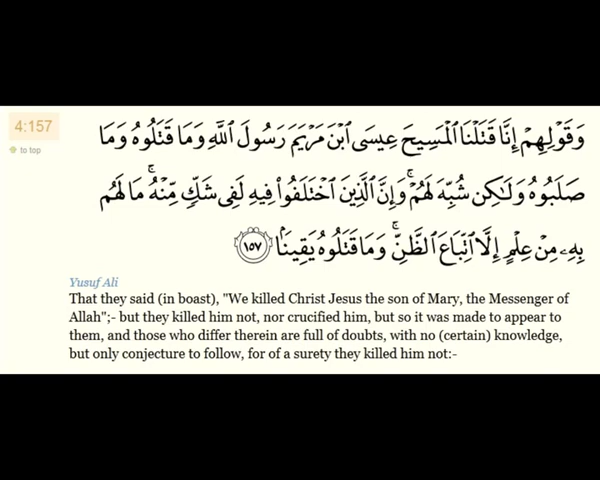 4:157
to top
وَقَوْلِهِمْ إِنَّا قَتَلْنَا ٱلْمَسِيحَ عِيسَى ٱبْنَ مَرْيَمَ رَسُولَ ٱللَّهِ وَمَا قَتَلُوهُ وَمَا
صَلَبُوهُ وَلَـٰكِن شُبِّهَ لَهُمْ ۚ وَإِنَّ ٱلَّذِينَ ٱخْتَلَفُوا۟ فِيهِ لَفِى شَكٍّ مِّنْهُ ۚ مَا لَهُم
بِهِۦ مِنْ عِلْمٍ إِلَّا ٱتِّبَاعَ ٱلظَّنِّ ۚ وَمَا قَتَلُوهُ يَقِينًۢا ١٥٧
Yusuf Ali
That they said (in boast), "We killed Christ Jesus the son of Mary, the Messenger of
Allah";- but they killed him not, nor crucified him, but so it was made to appear to
them, and those who differ therein are full of doubts, with no (certain) knowledge,
but only conjecture to follow, for of a surety they killed him not:-